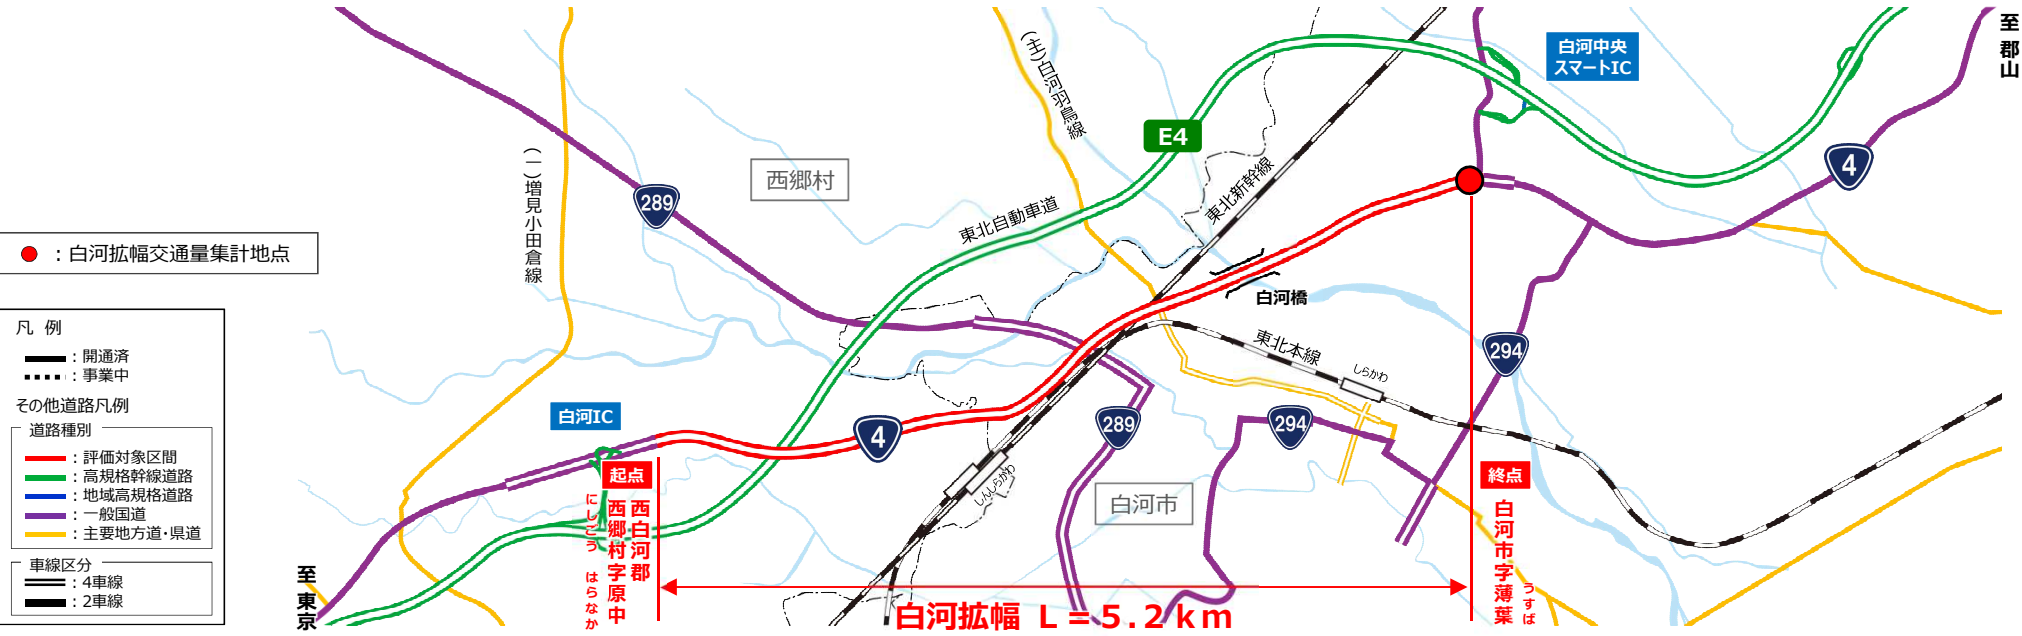 至郡山
白河中央
スマートIC
(主)白河羽鳥線
E4
4
(一)増見小田倉線
西郷村
289
東北自動車道
東北新幹線
●:白河拡幅交通量集計地点
白河橋
東北本線
しらかわ
294
凡 例
:開通済
:事業中
その他道路凡例
道路種別
:評価対象区間
:高規格幹線道路
:地域高規格道路
:一般国道
:主要地方道・県道
車線区分
:4車線
:2車線
白河IC
4
289
294
しんしらかわ
白河市
起点
西白河郡
西郷村字原中
にしごう はらなか
終点
白河市字薄葉
うすば
至東京
白河拡幅 L=5.2km